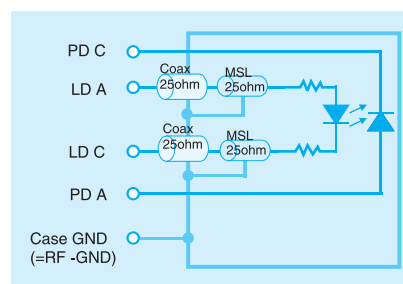 PD C
Coax
MSL
LD A
25ohm
25ohm
Coax
MSL
LD C
25ohm
25ohm
PD A
Case GND
(=RF -GND)